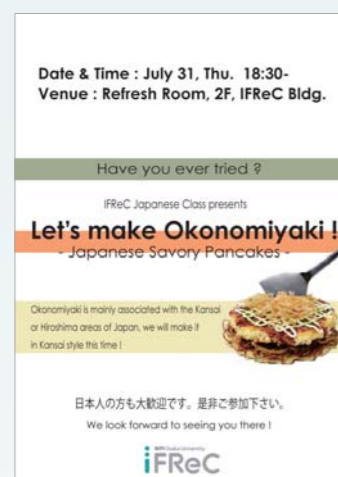 Date & Time : July 31, Thu. 18:30-
Venue : Refresh Room, 2F, IFReC Bldg.
Have you ever tried ?
IFReC Japanese Class presents
Let's make Okonomiyaki !
- Japanese Savory Pancakes -
Okonomiyaki is mainly associated with the Kansai
or Hiroshima areas of Japan, we will make it
in Kansai style this time !
日本人の方も大歓迎です。是非ご参加下さい。
We look forward to seeing you there !
WPI Osaka University
iFReC